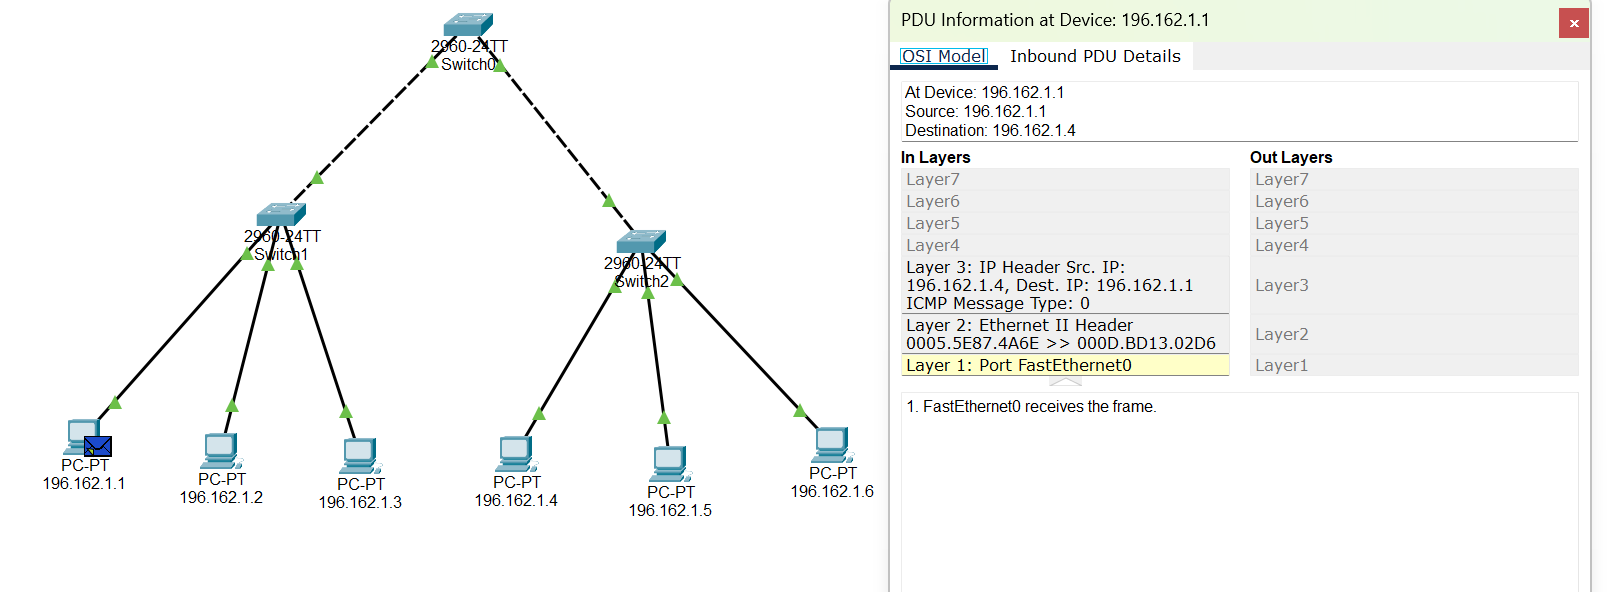 2960-24TT
Switch0
2960-24TT
Switch1
2960-24TT
Switch2
PC-PT
196.162.1.1
PC-PT
196.162.1.2
PC-PT
196.162.1.3
PC-PT
196.162.1.4
PC-PT
196.162.1.5
PC-PT
196.162.1.6
PDU Information at Device: 196.162.1.1
x
OSI Model Inbound PDU Details
At Device: 196.162.1.1
Source: 196.162.1.1
Destination: 196.162.1.4
In Layers
Layer7
Layer6
Layer5
Layer4
Layer 3: IP Header Src. IP:
196.162.1.4, Dest. IP: 196.162.1.1
ICMP Message Type: 0
Layer 2: Ethernet II Header
0005.5E87.4A6E >> 000D.BD13.02D6
Layer 1: Port FastEthernet0
Out Layers
Layer7
Layer6
Layer5
Layer4
Layer3
Layer2
Layer1
1. FastEthernet0 receives the frame.